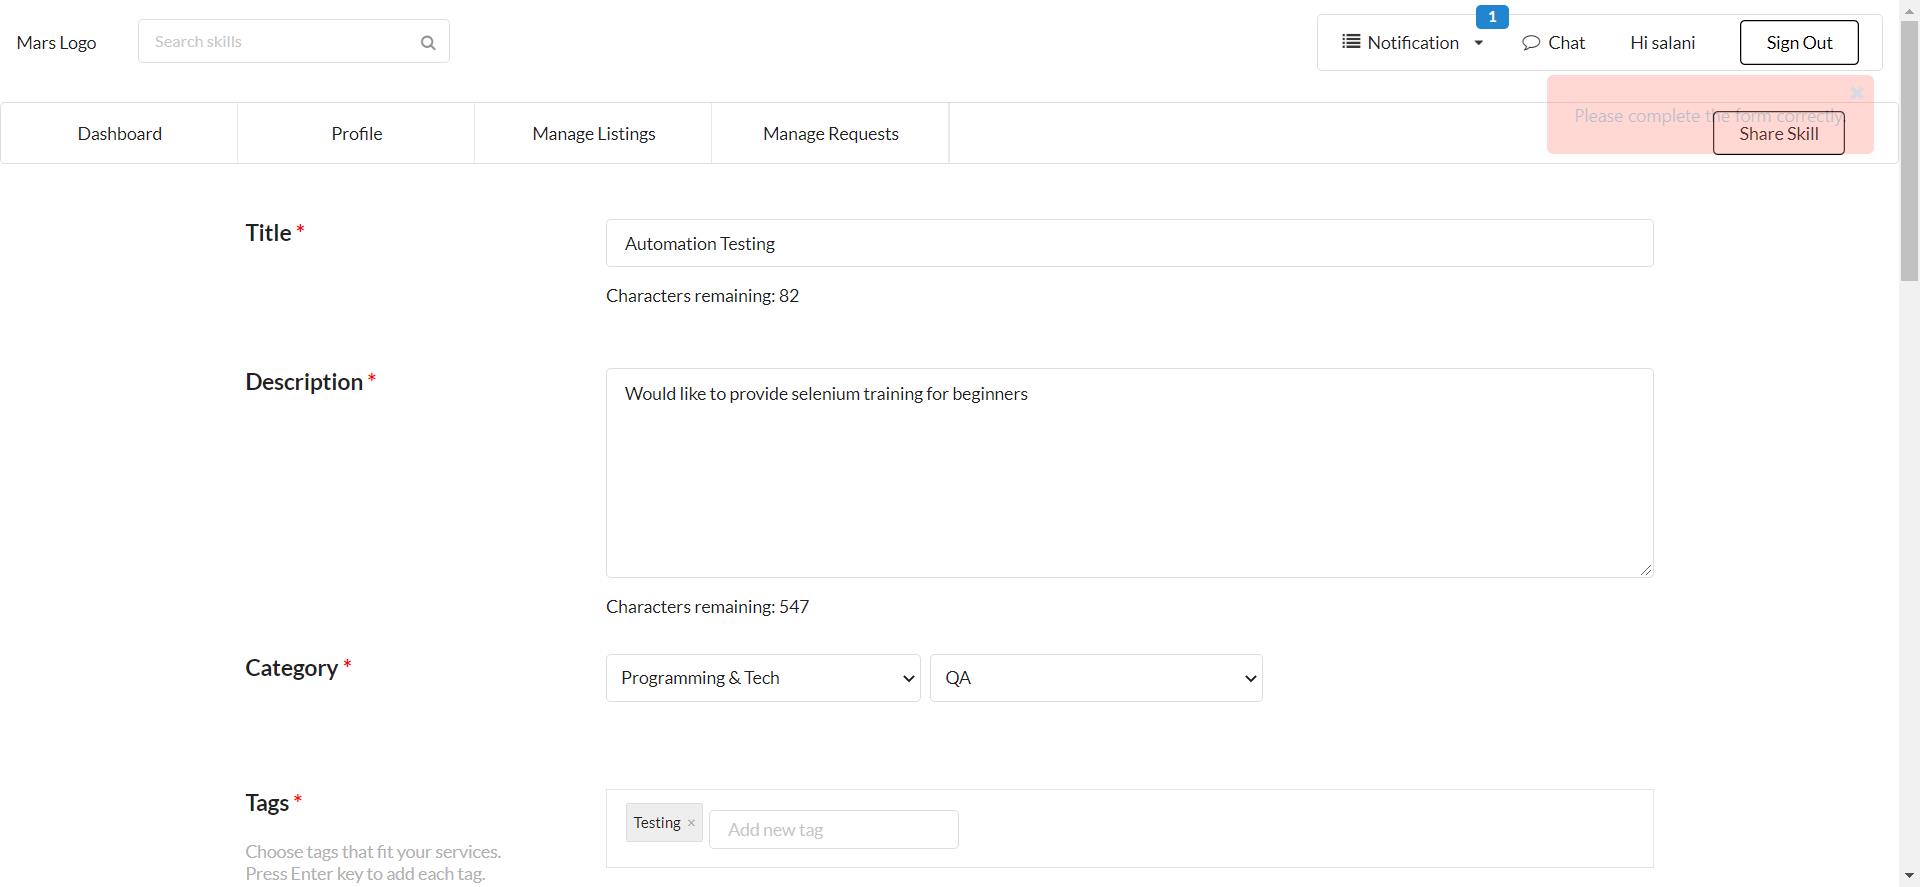 Mars Logo
Search skills
1
Notification
Chat
Hi salani
Sign Out
Please complete the form correctly.
Dashboard
Profile
Manage Listings
Manage Requests
Share Skill
Title *
Automation Testing
Characters remaining: 82
Description *
Would like to provide selenium training for beginners
Characters remaining: 547
Category *
Programming & Tech
QA
Tags *
Testing ×
Add new tag
Choose tags that fit your services.
Press Enter key to add each tag.